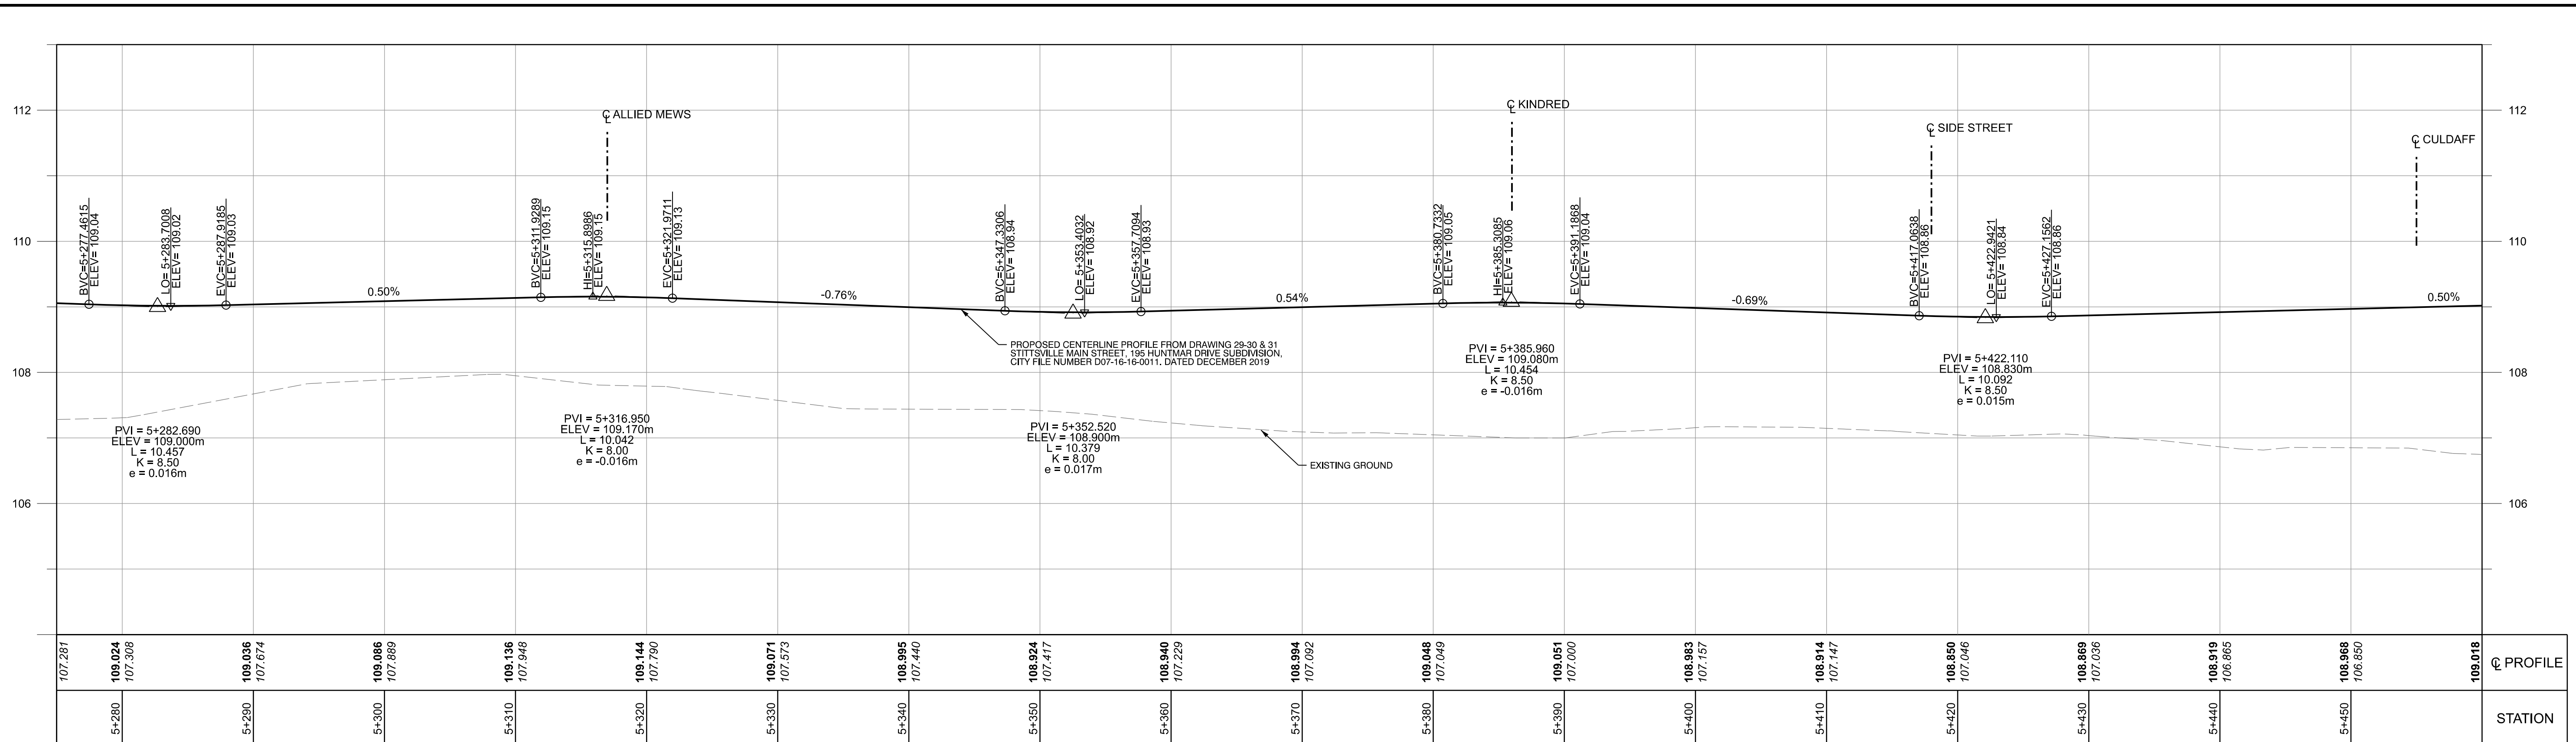 112
110
108
106
112
110
108
106
℄ ALLIED MEWS
℄ KINDRED
℄ SIDE STREET
℄ CULDAFF
BVC=5+277.4615
ELEV= 109.04
LO= 5+283.7008
ELEV= 109.02
EVC=5+287.9185
ELEV= 109.03
0.50%
BVC=5+311.9289
ELEV= 109.15
HI=5+315.8986
ELEV= 109.15
EVC=5+321.9711
ELEV= 109.13
-0.76%
BVC=5+347.3306
ELEV= 108.94
LO= 5+353.4032
ELEV= 108.92
EVC=5+357.7094
ELEV= 108.93
0.54%
BVC=5+380.7332
ELEV= 109.05
HI=5+385.3085
ELEV= 109.06
EVC=5+391.1868
ELEV= 109.04
-0.69%
BVC=5+417.0638
ELEV= 108.86
LO= 5+422.9421
ELEV= 108.84
EVC=5+427.1562
ELEV= 108.86
0.50%
PROPOSED CENTERLINE PROFILE FROM DRAWING 29-30 & 31
STITTSVILLE MAIN STREET, 195 HUNTMAR DRIVE SUBDIVISION,
CITY FILE NUMBER D07-16-16-0011. DATED DECEMBER 2019
PVI = 5+282.690
ELEV = 109.000m
L = 10.457
K = 8.50
e = 0.016m
PVI = 5+316.950
ELEV = 109.170m
L = 10.042
K = 8.00
e = -0.016m
PVI = 5+352.520
ELEV = 108.900m
L = 10.379
K = 8.00
e = 0.017m
PVI = 5+385.960
ELEV = 109.080m
L = 10.454
K = 8.50
e = -0.016m
PVI = 5+422.110
ELEV = 108.830m
L = 10.092
K = 8.50
e = 0.015m
EXISTING GROUND
107.281
109.024
107.308
109.036
107.674
109.086
107.889
109.136
107.948
109.144
107.790
109.071
107.573
108.995
107.440
108.924
107.417
108.940
107.229
108.994
107.092
109.048
107.049
109.051
107.000
108.983
107.157
108.914
107.147
108.850
107.046
108.869
107.036
108.919
106.865
108.968
106.850
109.018
℄ PROFILE
5+280
5+290
5+300
5+310
5+320
5+330
5+340
5+350
5+360
5+370
5+380
5+390
5+400
5+410
5+420
5+430
5+440
5+450
STATION